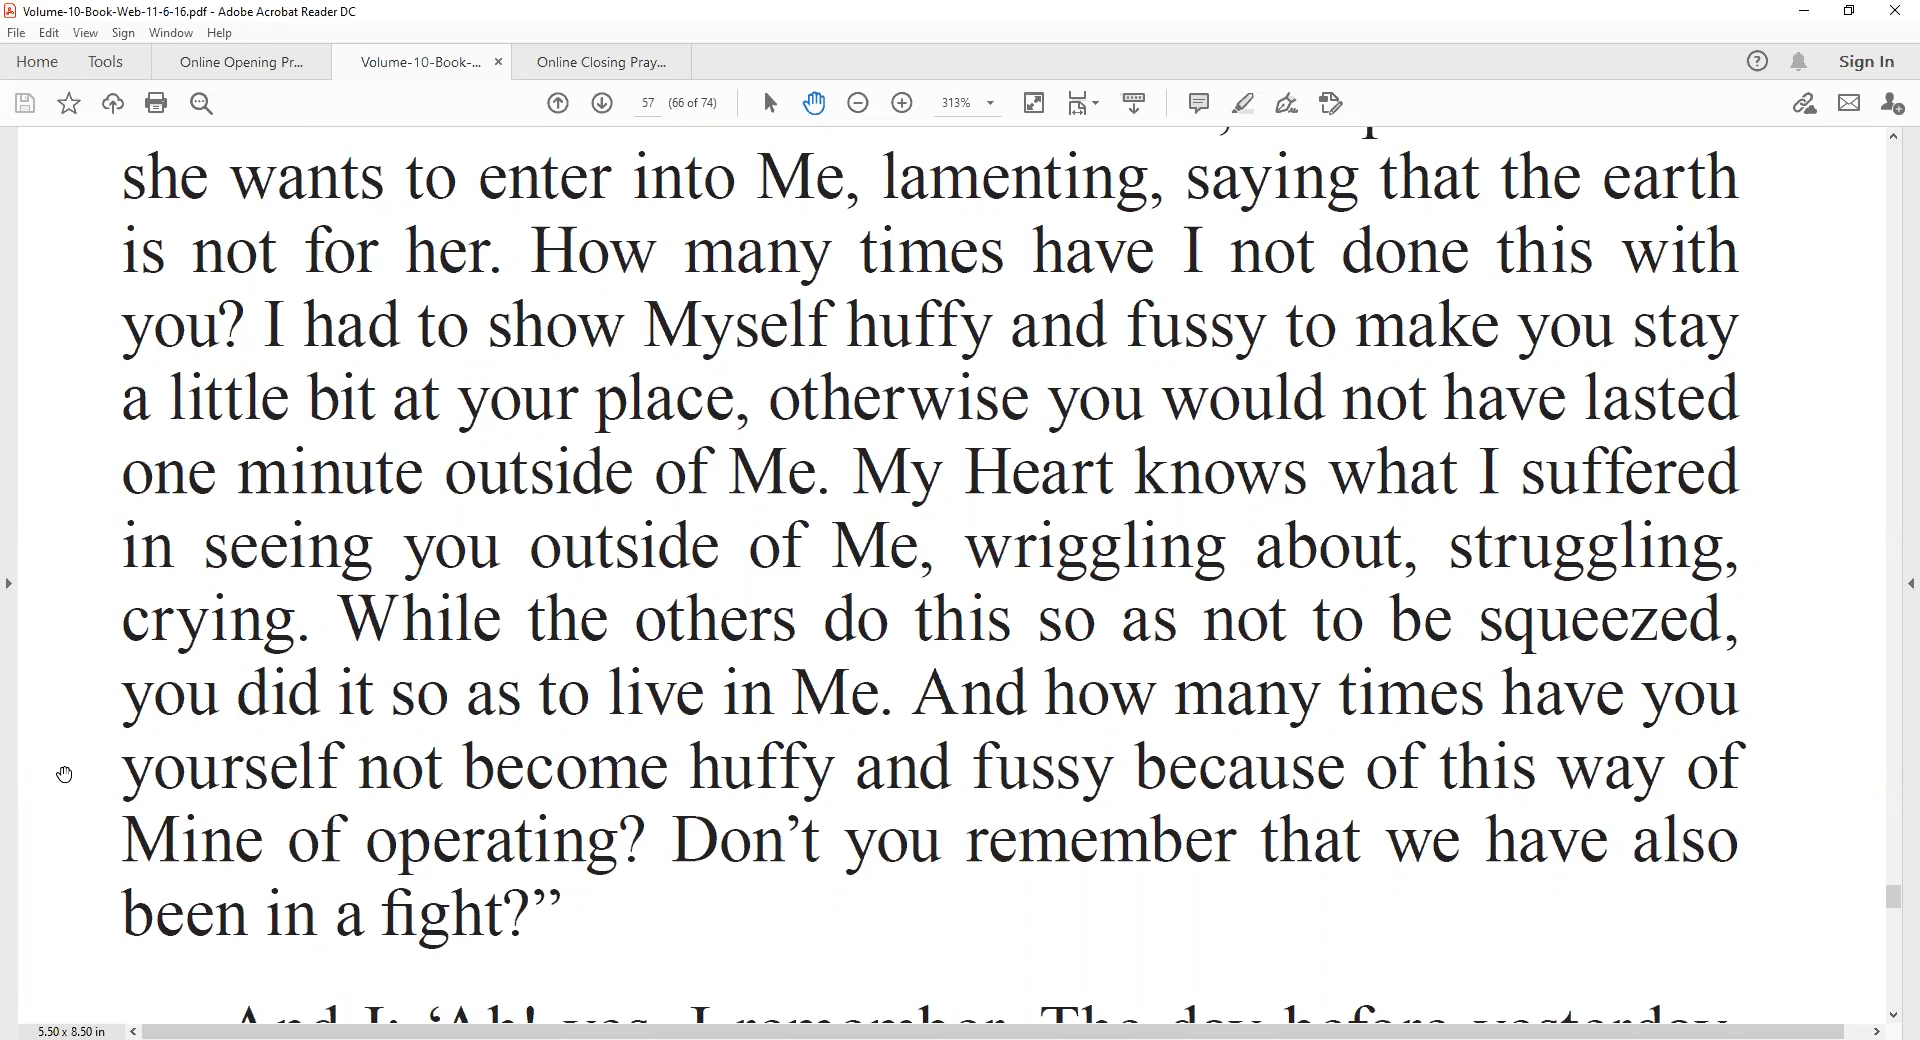 Volume-10-Book-Web-11-6-16.pdf - Adobe Acrobat Reader DC
File Edit View Sign Window Help
Home Tools Online Opening Pr... Volume-10-Book-... × Online Closing Pray... Sign In
57 (66 of 74) 313%
she wants to enter into Me, lamenting, saying that the earth
is not for her. How many times have I not done this with
you? I had to show Myself huffy and fussy to make you stay
a little bit at your place, otherwise you would not have lasted
one minute outside of Me. My Heart knows what I suffered
in seeing you outside of Me, wriggling about, struggling,
crying. While the others do this so as not to be squeezed,
you did it so as to live in Me. And how many times have you
yourself not become huffy and fussy because of this way of
Mine of operating? Don’t you remember that we have also
been in a fight?”
And I: ‘Ah! yes, I remember. The day before yesterday
5.50 x 8.50 in